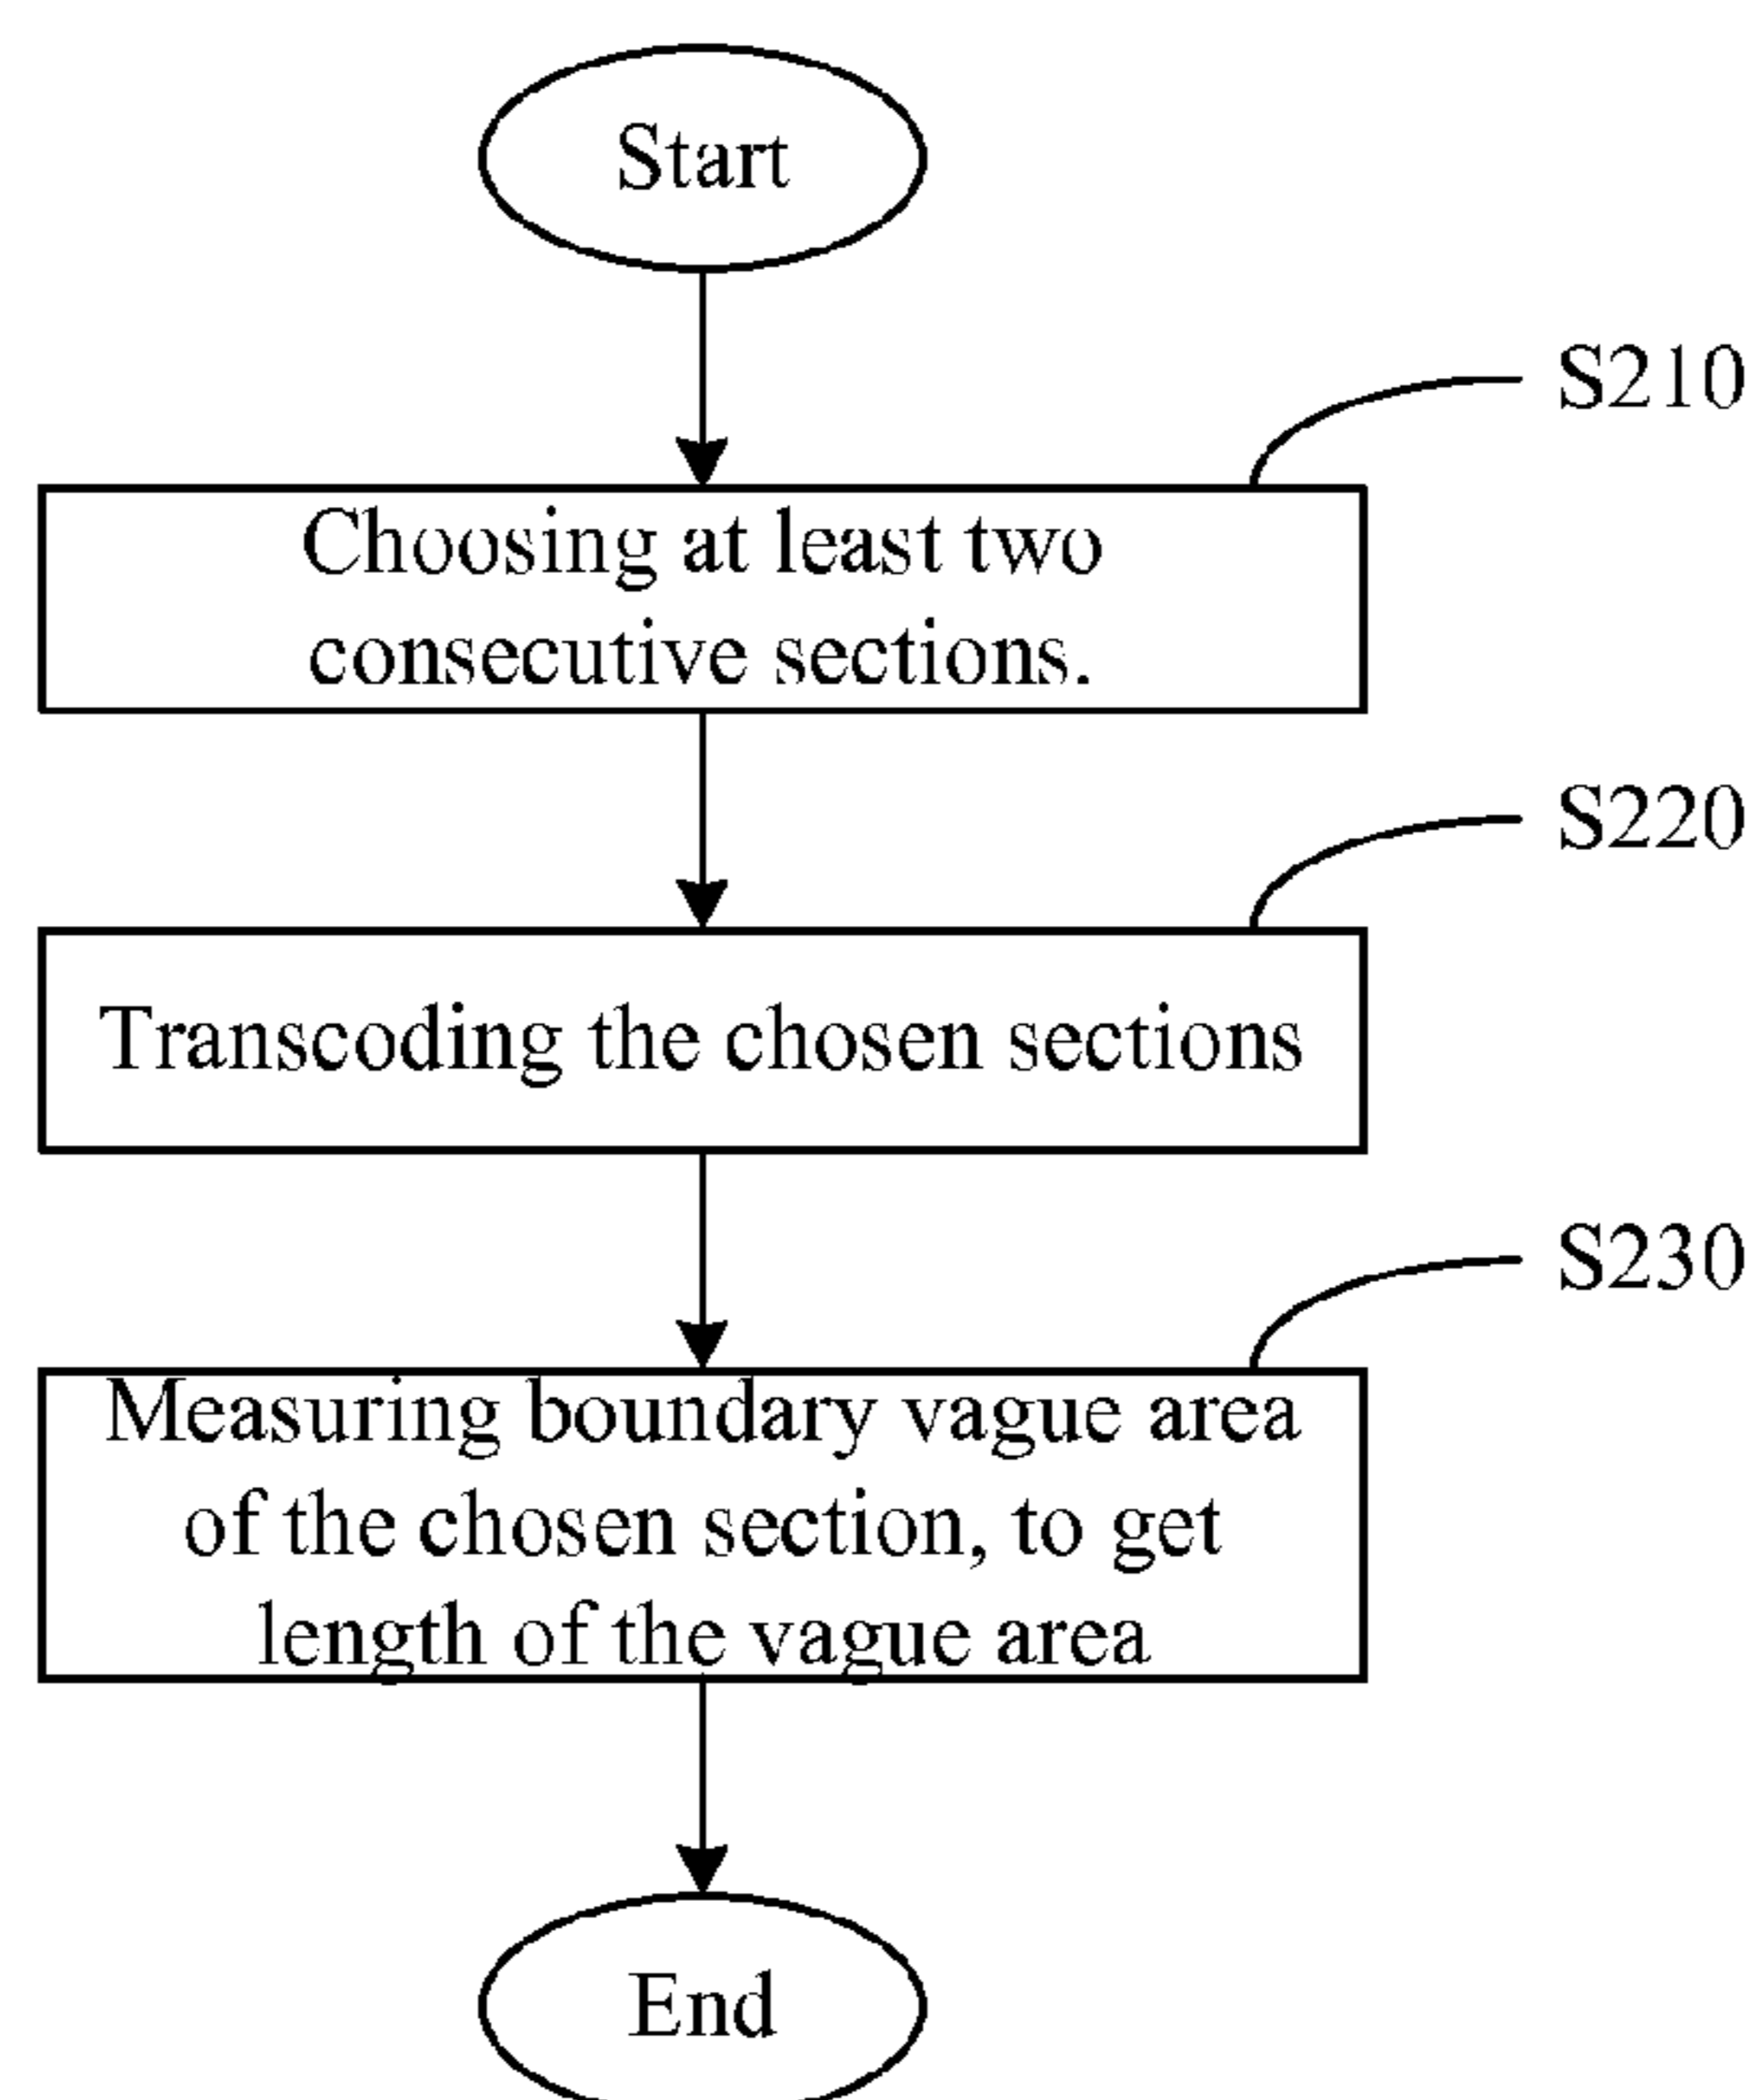 Start
S210
Choosing at least two
consecutive sections.
S220
Transcoding the chosen sections
S230
Measuring boundary vague area
of the chosen section, to get
length of the vague area
End